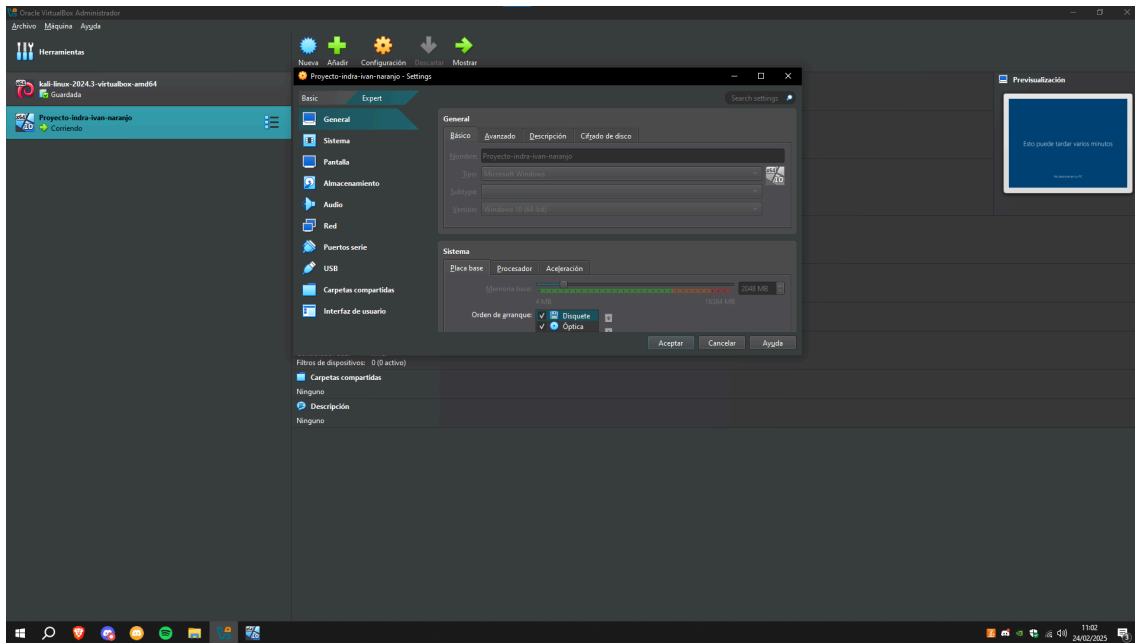 Oracle VirtualBox Administrador
Archivo Máquina Ayuda
Herramientas
Nueva Añadir Configuración Descartar Mostrar
kali-linux-2024.3-virtualbox-amd64
Guardada
Proyecto-indra-ivan-naranjo
Corriendo
Proyecto-indra-ivan-naranjo - Settings
Basic Expert Search settings
General
Sistema
Pantalla
Almacenamiento
Audio
Red
Puertos serie
USB
Carpetas compartidas
Interfaz de usuario
General
Básico Avanzado Descripción Cifrado de disco
Nombre: Proyecto-indra-ivan-naranjo
Tipo: Microsoft Windows
Subtype:
Versión: Windows 10 (64-bit)
Sistema
Placa base Procesador Aceleración
Memoria base: 2048 MB
4 MB 16384 MB
Orden de arranque: Disquete
Óptica
Aceptar Cancelar Ayuda
Previsualización
Esto puede tardar varios minutos
Filtros de dispositivos: 0 (0 activo)
Carpetas compartidas
Ninguno
Descripción
Ninguno
11:02
24/02/2025